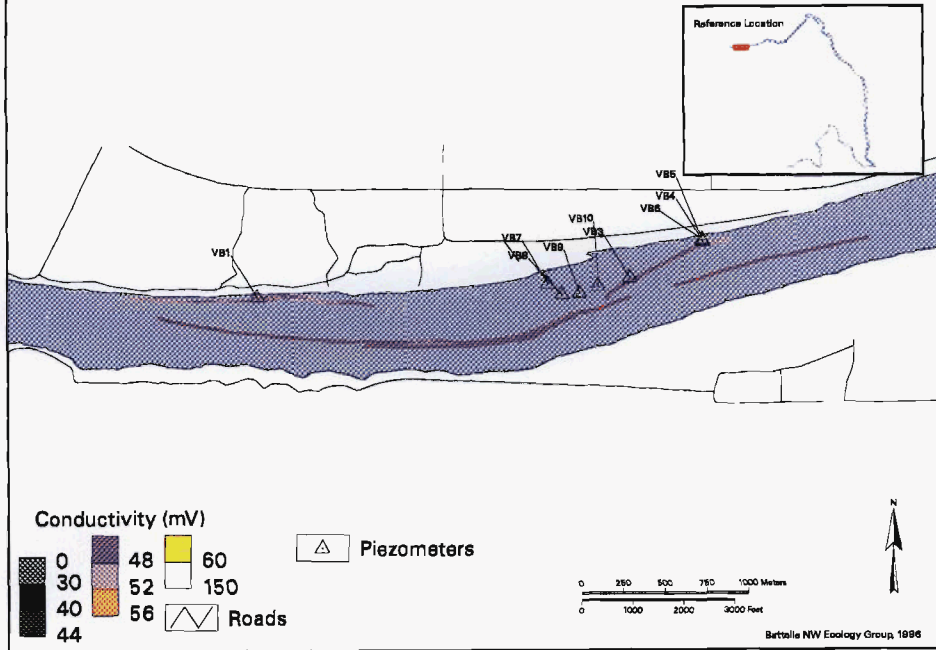 Reference Location
VB5
VB4
VB6
VB10
VB3
VB7
VB8
VB9
VB1
Conductivity (mV)
0
30
40
44
48
52
56
60
150
Roads
Piezometers
N
0 250 500 750 1000 Meters
0 1000 2000 3000 Feet
Battelle NW Ecology Group, 1996